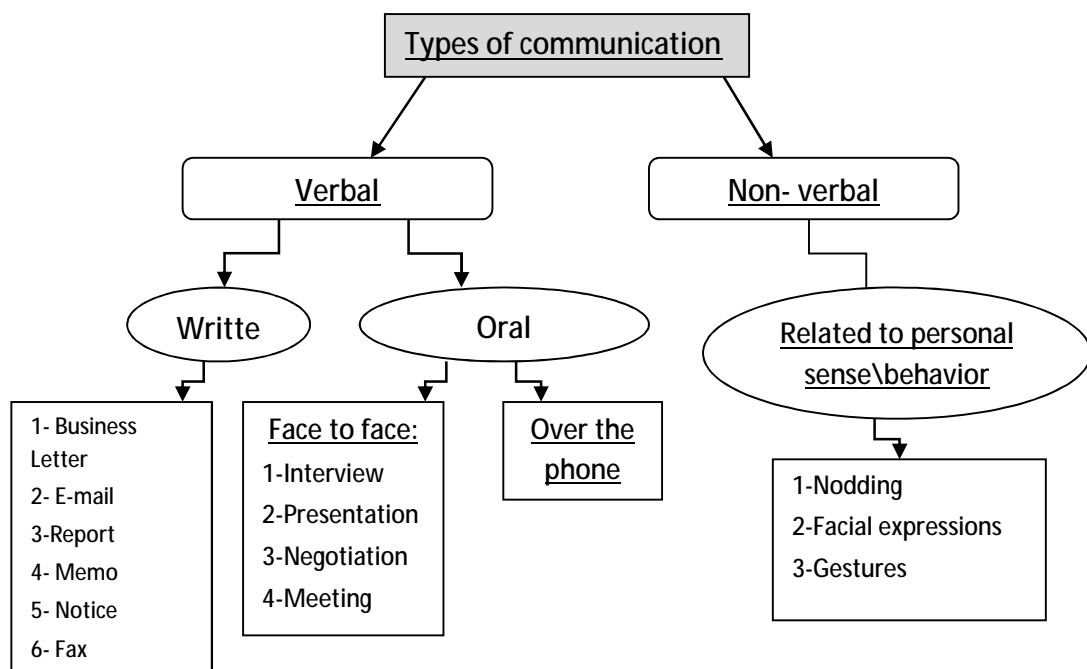 Types of communication
Verbal
Non- verbal
Writte
Oral
Related to personal
sense\behavior
1- Business
Letter
2- E-mail
3-Report
4- Memo
5- Notice
6- Fax
Face to face:
1-Interview
2-Presentation
3-Negotiation
4-Meeting
Over the
phone
1-Nodding
2-Facial expressions
3-Gestures